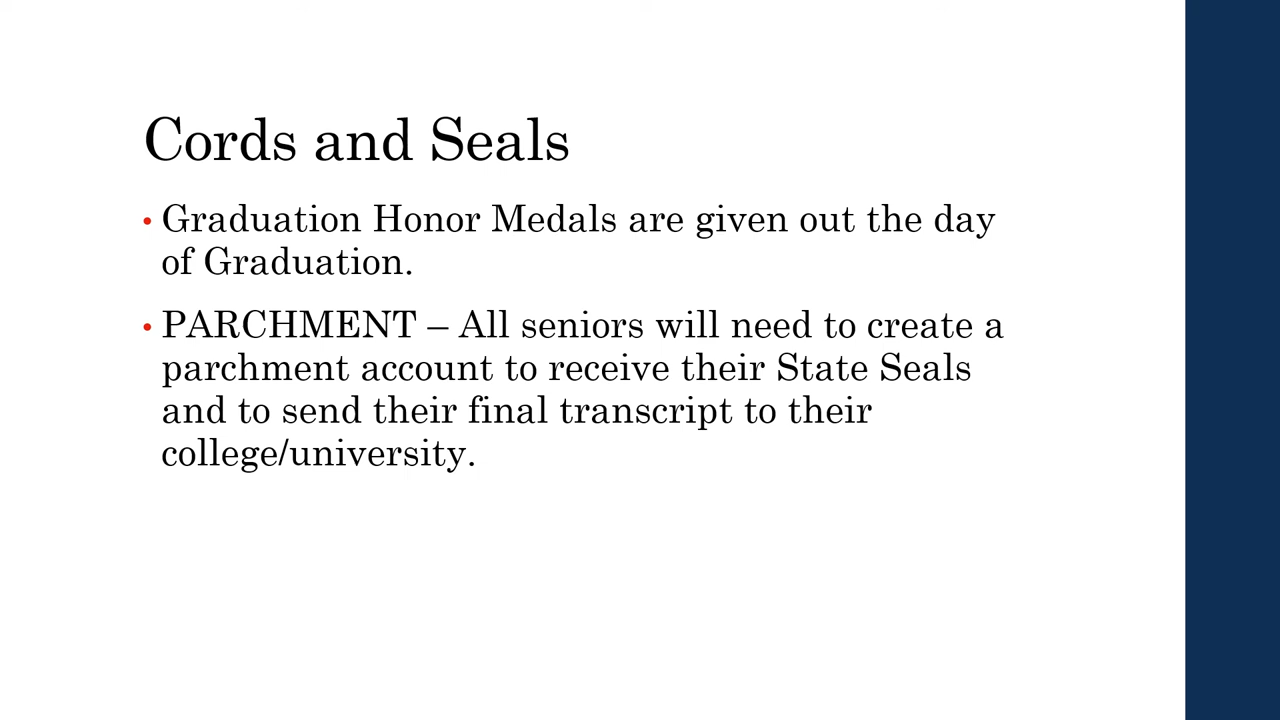 Cords and Seals
• Graduation Honor Medals are given out the day
of Graduation.
• PARCHMENT – All seniors will need to create a
parchment account to receive their State Seals
and to send their final transcript to their
college/university.